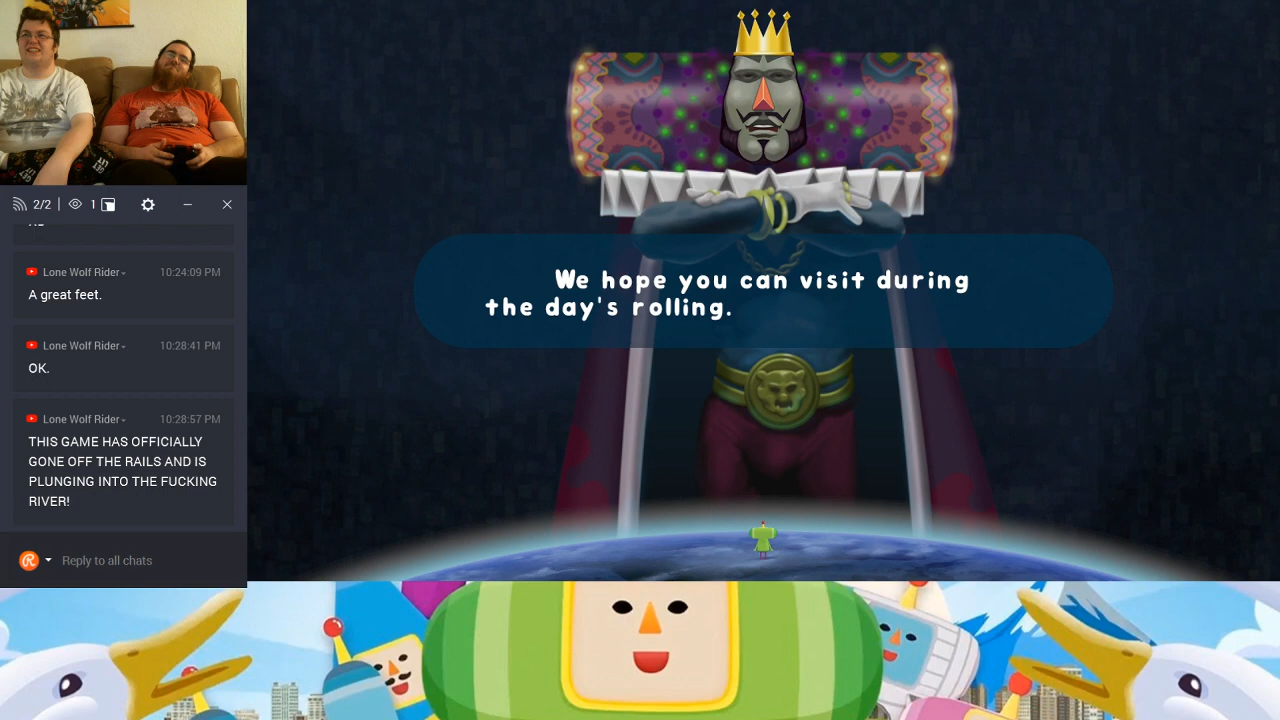 2/2 | 1
Lone Wolf Rider
10:24:09 PM
A great feet.
Lone Wolf Rider
10:28:41 PM
OK.
Lone Wolf Rider
10:28:57 PM
THIS GAME HAS OFFICIALLY
GONE OFF THE RAILS AND IS
PLUNGING INTO THE FUCKING
RIVER!
Reply to all chats
We hope you can visit during
the day's rolling.